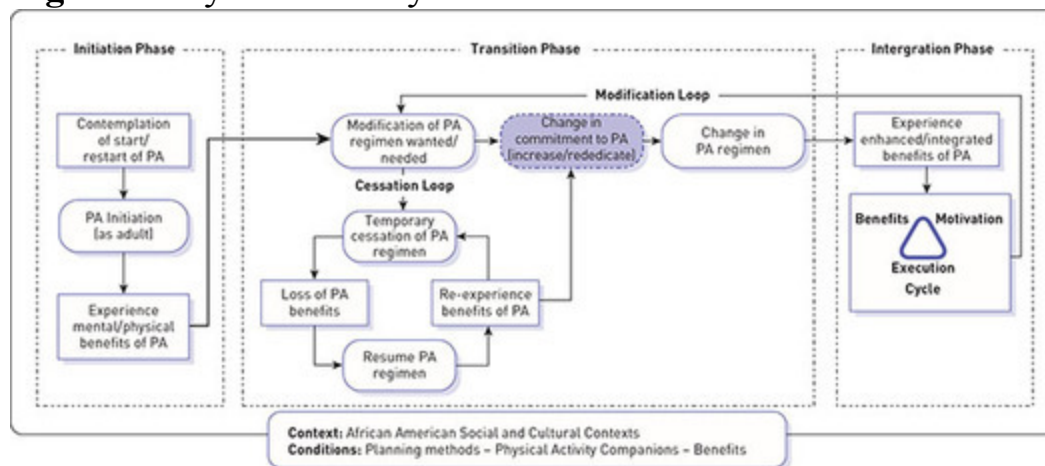 Initiation Phase
Contemplation
of start/
restart of PA
PA Initiation
[as adult]
Experience
mental/physical
benefits of PA
Transition Phase
Modification Loop
Modification of PA
regimen wanted/
needed
Change in
commitment to PA
[increase/rededicate]
Change in
PA regimen
Cessation Loop
Temporary
cessation of PA
regimen
Loss of PA
benefits
Re-experience
benefits of PA
Resume PA
regimen
Intergration Phase
Experience
enhanced/integrated
benefits of PA
Benefits Motivation
Execution
Cycle
Context: African American Social and Cultural Contexts
Conditions: Planning methods – Physical Activity Companions – Benefits